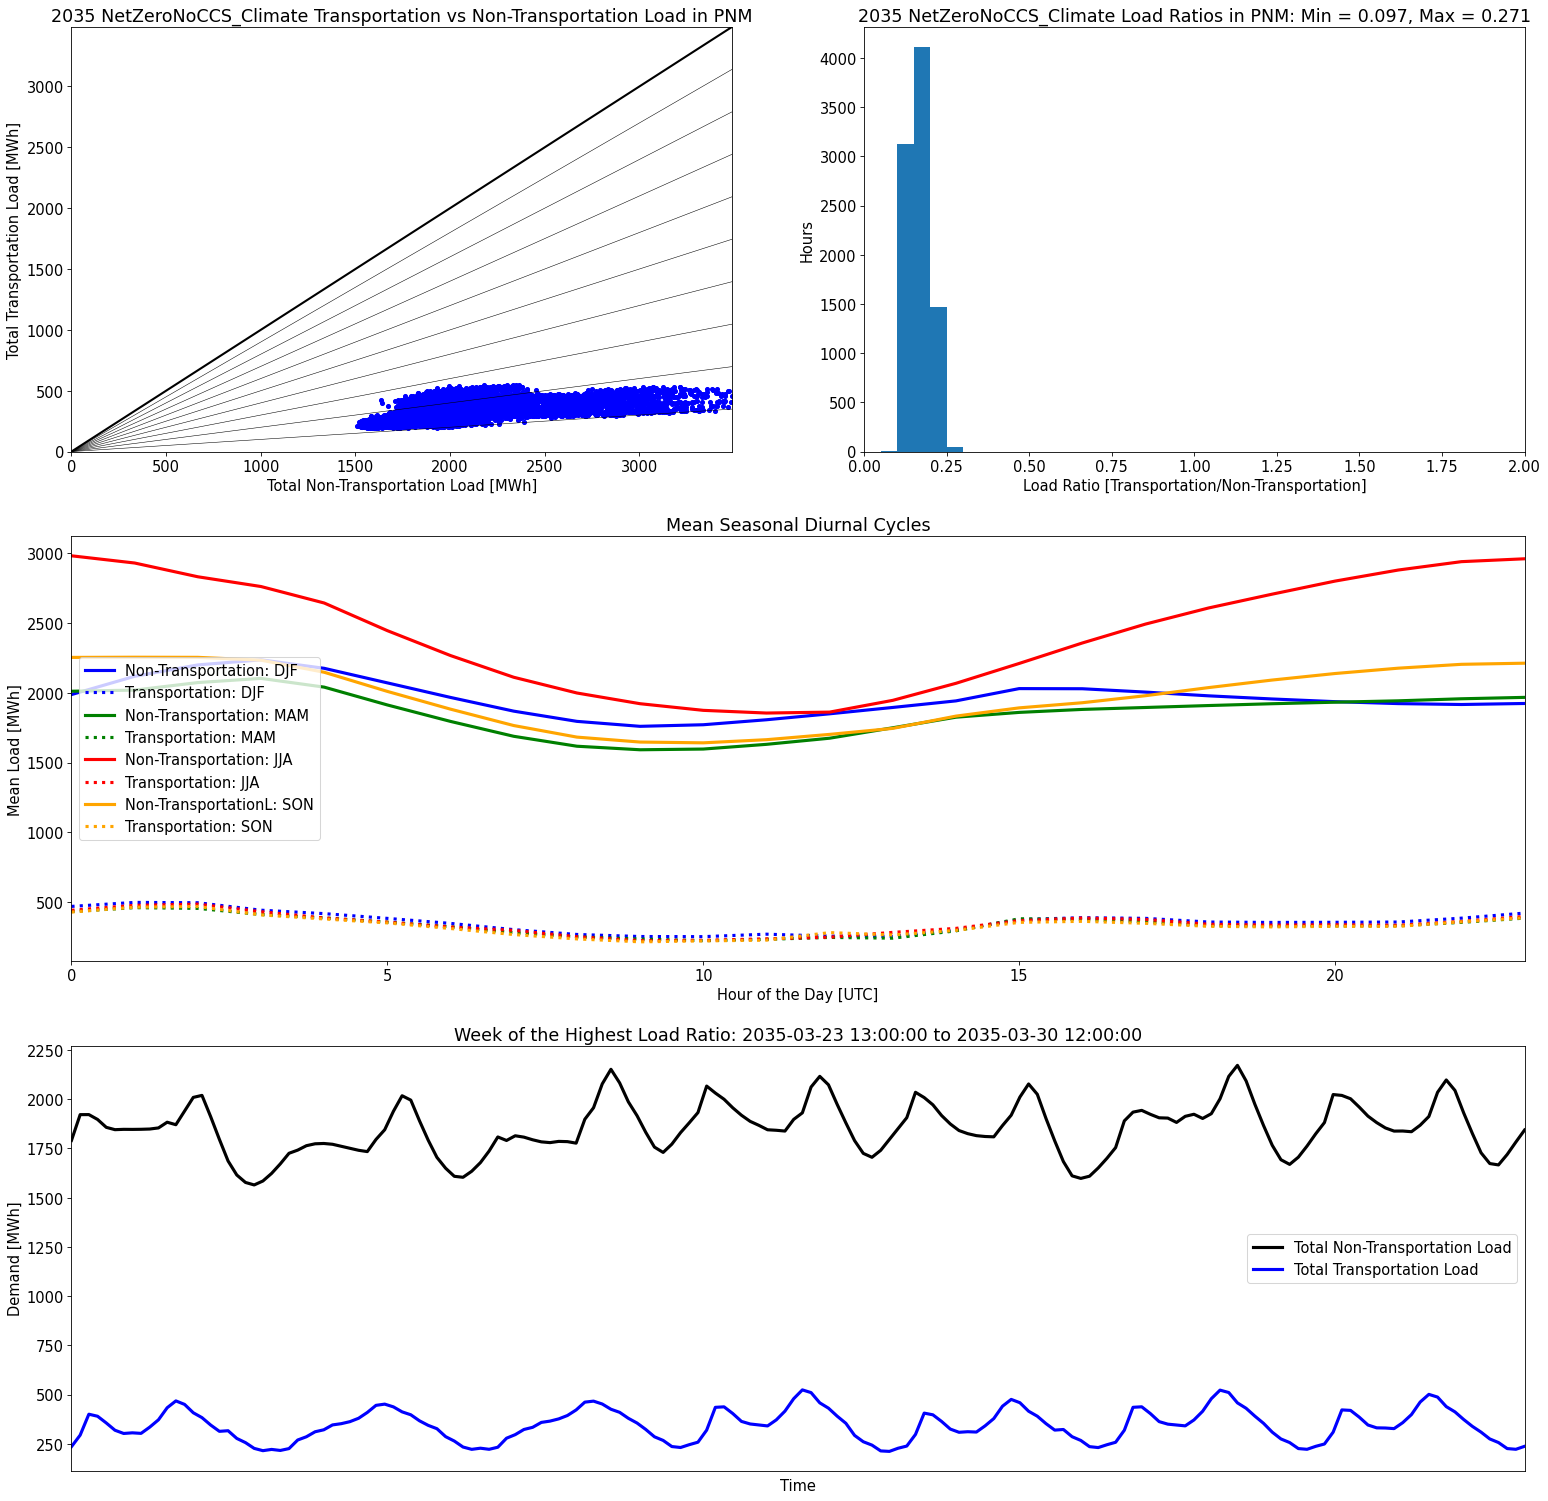 2035 NetZeroNoCCS_Climate Transportation vs Non-Transportation Load in PNM
Total Transportation Load [MWh]
3000
2500
2000
1500
1000
500
0
0 500 1000 1500 2000 2500 3000
Total Non-Transportation Load [MWh]
2035 NetZeroNoCCS_Climate Load Ratios in PNM: Min = 0.097, Max = 0.271
Hours
4000
3500
3000
2500
2000
1500
1000
500
0
0.00 0.25 0.50 0.75 1.00 1.25 1.50 1.75 2.00
Load Ratio [Transportation/Non-Transportation]
Mean Seasonal Diurnal Cycles
Mean Load [MWh]
3000
2500
2000
1500
1000
500
Non-Transportation: DJF
Transportation: DJF
Non-Transportation: MAM
Transportation: MAM
Non-Transportation: JJA
Transportation: JJA
Non-TransportationL: SON
Transportation: SON
0 5 10 15 20
Hour of the Day [UTC]
Week of the Highest Load Ratio: 2035-03-23 13:00:00 to 2035-03-30 12:00:00
Demand [MWh]
2250
2000
1750
1500
1250
1000
750
500
250
Total Non-Transportation Load
Total Transportation Load
Time